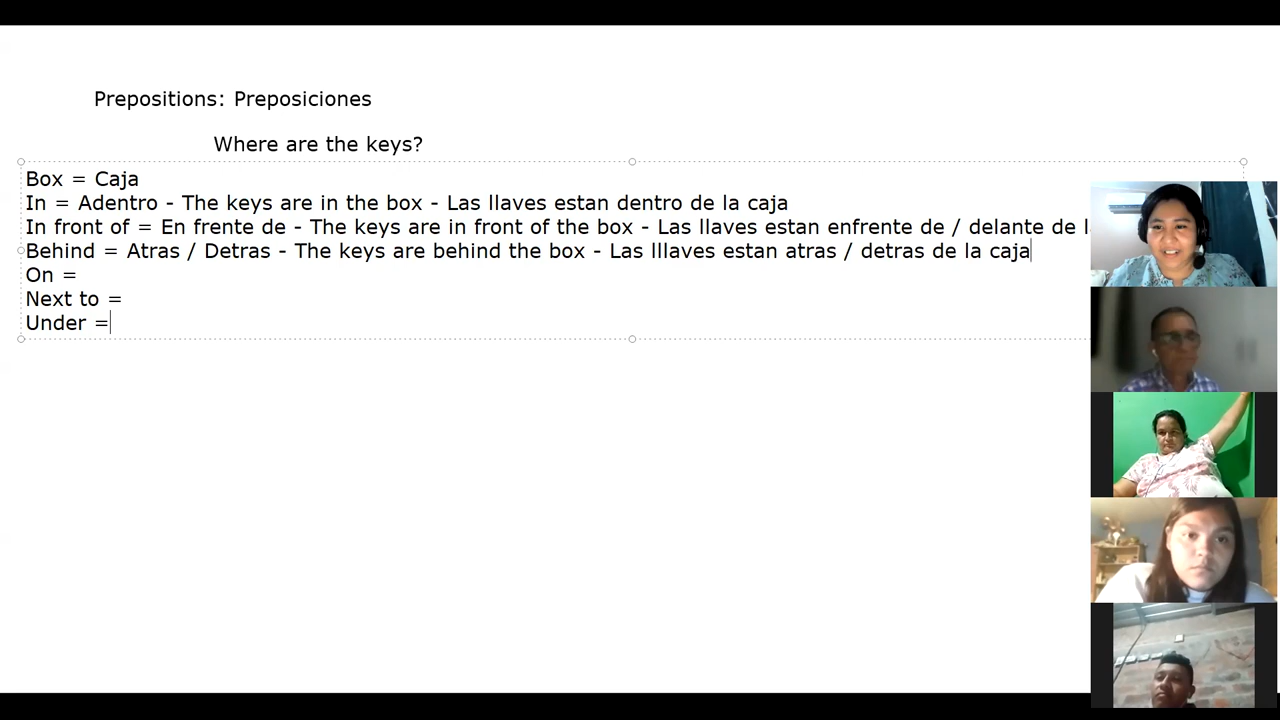 Prepositions: Preposiciones
Where are the keys?
Box = Caja
In = Adentro - The keys are in the box - Las llaves estan dentro de la caja
In front of = En frente de - The keys are in front of the box - Las llaves estan enfrente de / delante de
Behind = Atras / Detras - The keys are behind the box - Las lllaves estan atras / detras de la caja
On =
Next to =
Under =